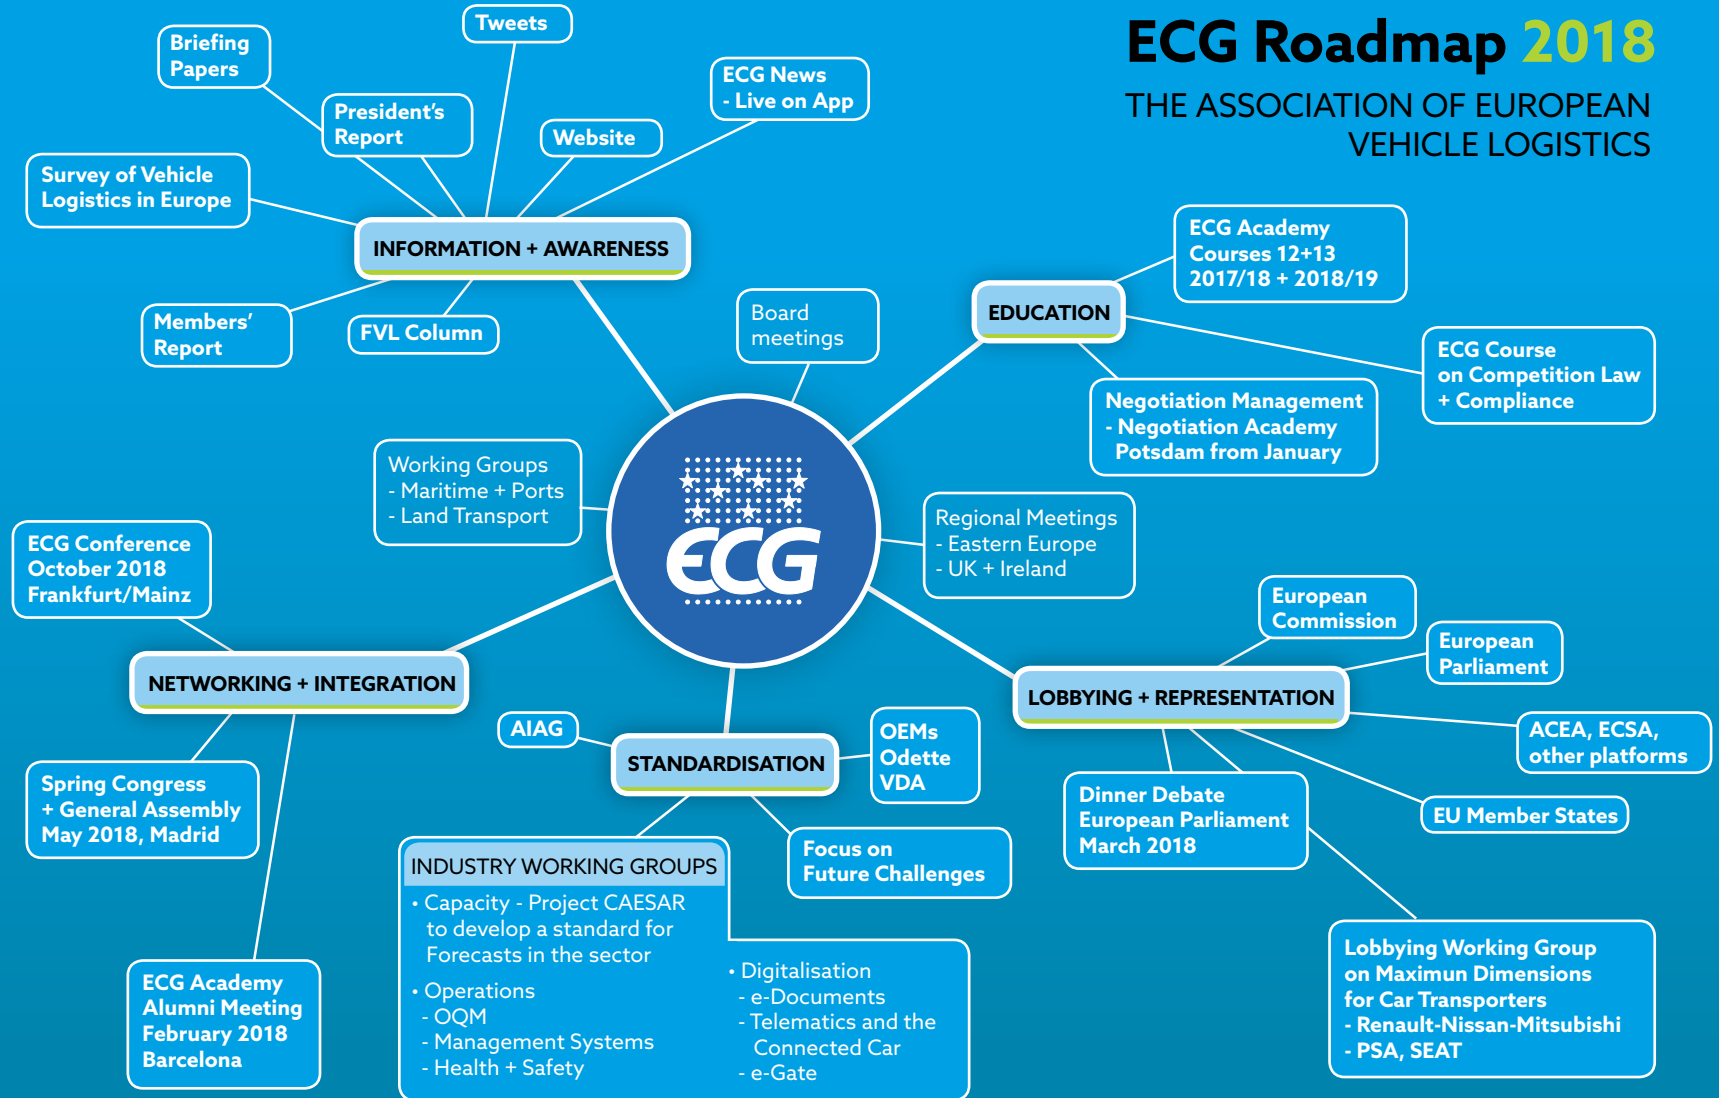 ECG Roadmap 2018
THE ASSOCIATION OF EUROPEAN
VEHICLE LOGISTICS
Tweets
Briefing
Papers
President's
Report
Website
ECG News
- Live on App
Survey of Vehicle
Logistics in Europe
INFORMATION + AWARENESS
Members'
Report
FVL Column
Board
meetings
ECG Academy
Courses 12+13
2017/18 + 2018/19
EDUCATION
ECG Course
on Competition Law
+ Compliance
Negotiation Management
- Negotiation Academy
Potsdam from January
Working Groups
- Maritime + Ports
- Land Transport
ECG
Regional Meetings
- Eastern Europe
- UK + Ireland
ECG Conference
October 2018
Frankfurt/Mainz
NETWORKING + INTEGRATION
Spring Congress
+ General Assembly
May 2018, Madrid
ECG Academy
Alumni Meeting
February 2018
Barcelona
AIAG
STANDARDISATION
OEMs
Odette
VDA
Focus on
Future Challenges
INDUSTRY WORKING GROUPS
• Capacity - Project CAESAR
to develop a standard for
Forecasts in the sector
• Operations
- OQM
- Management Systems
- Health + Safety
• Digitalisation
- e-Documents
- Telematics and the
Connected Car
- e-Gate
European
Commission
European
Parliament
LOBBYING + REPRESENTATION
ACEA, ECSA,
other platforms
EU Member States
Dinner Debate
European Parliament
March 2018
Lobbying Working Group
on Maximun Dimensions
for Car Transporters
- Renault-Nissan-Mitsubishi
- PSA, SEAT